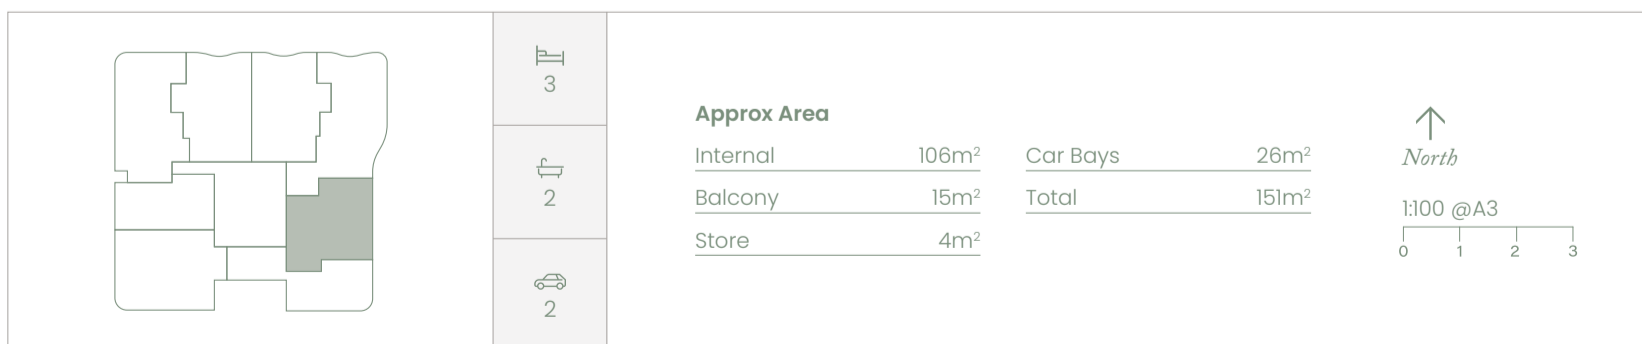 3
2
2
Approx Area
Internal 106m²
Balcony 15m²
Store 4m²
Car Bays 26m²
Total 151m²
North
1:100 @A3
0 1 2 3